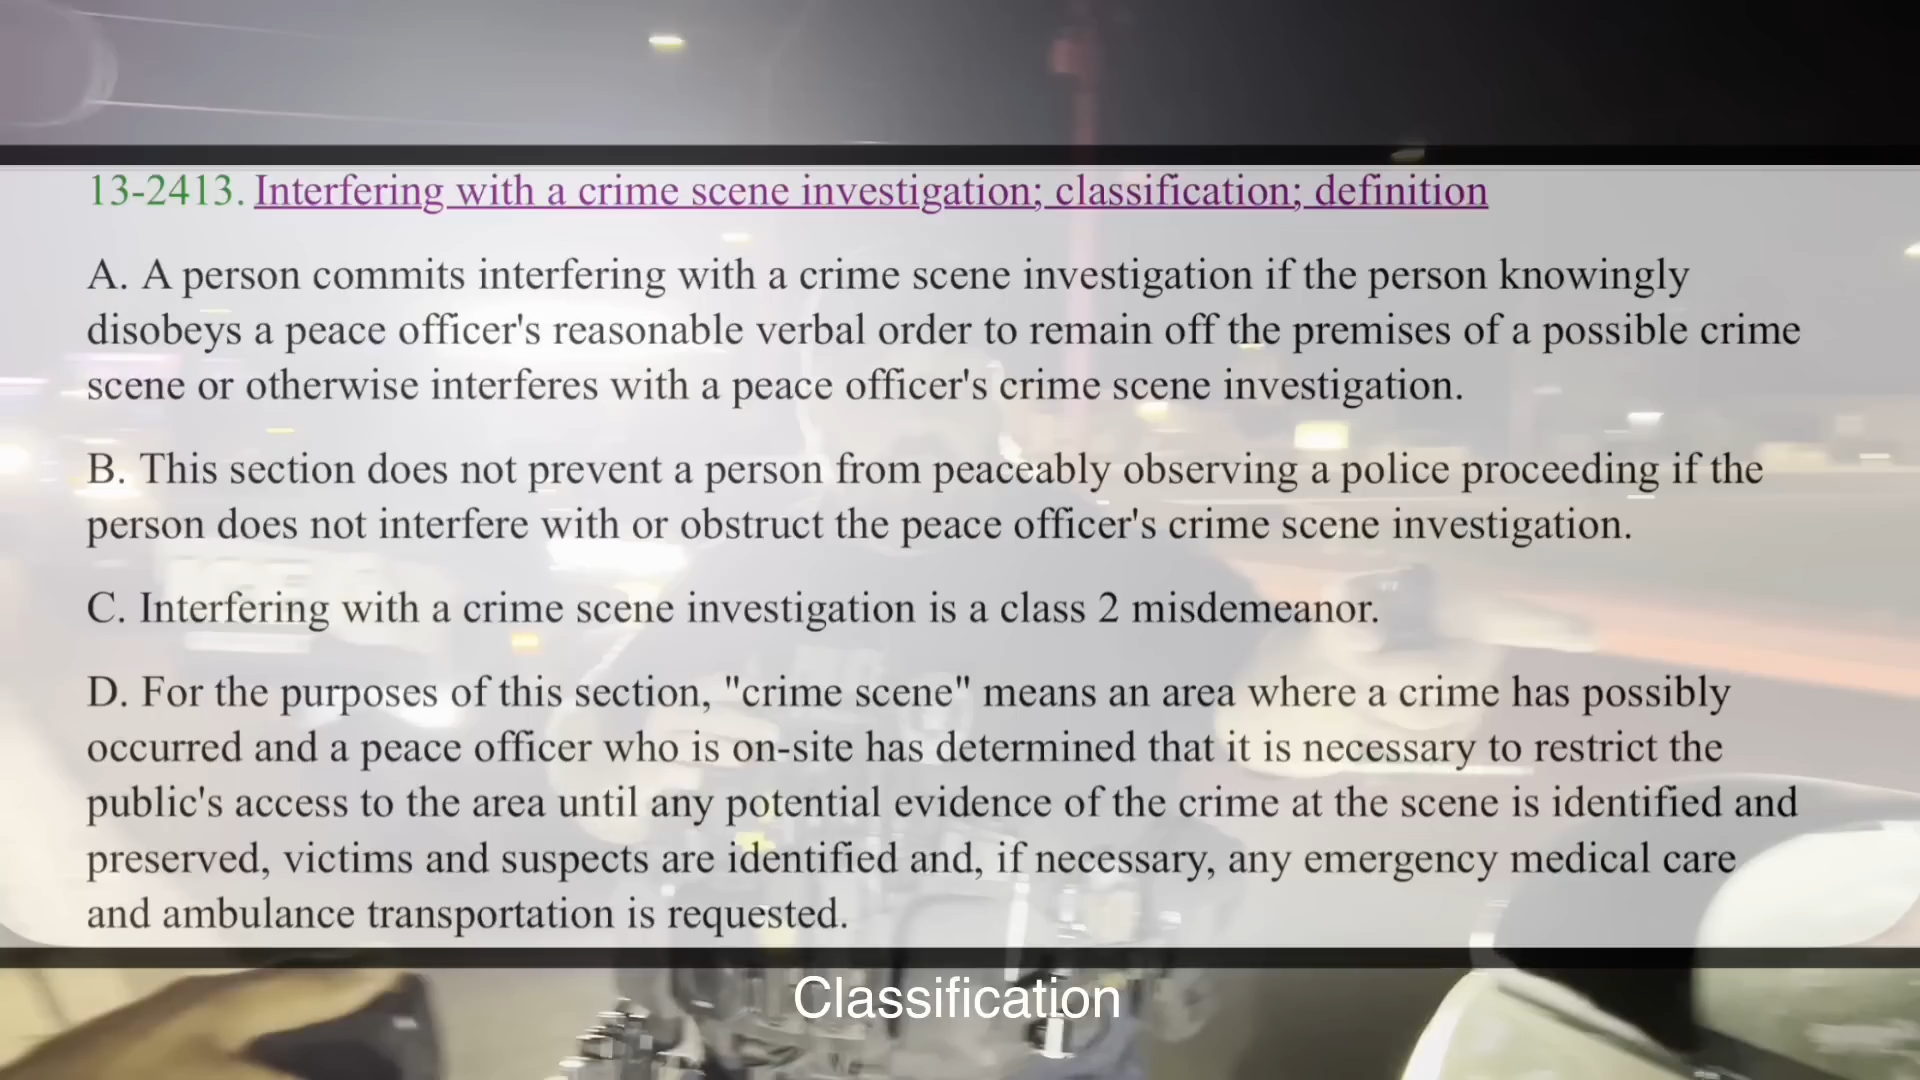 13-2413. Interfering with a crime scene investigation; classification; definition
A. A person commits interfering with a crime scene investigation if the person knowingly
disobeys a peace officer's reasonable verbal order to remain off the premises of a possible crime
scene or otherwise interferes with a peace officer's crime scene investigation.
B. This section does not prevent a person from peaceably observing a police proceeding if the
person does not interfere with or obstruct the peace officer's crime scene investigation.
C. Interfering with a crime scene investigation is a class 2 misdemeanor.
D. For the purposes of this section, "crime scene" means an area where a crime has possibly
occurred and a peace officer who is on-site has determined that it is necessary to restrict the
public's access to the area until any potential evidence of the crime at the scene is identified and
preserved, victims and suspects are identified and, if necessary, any emergency medical care
and ambulance transportation is requested.
Classification